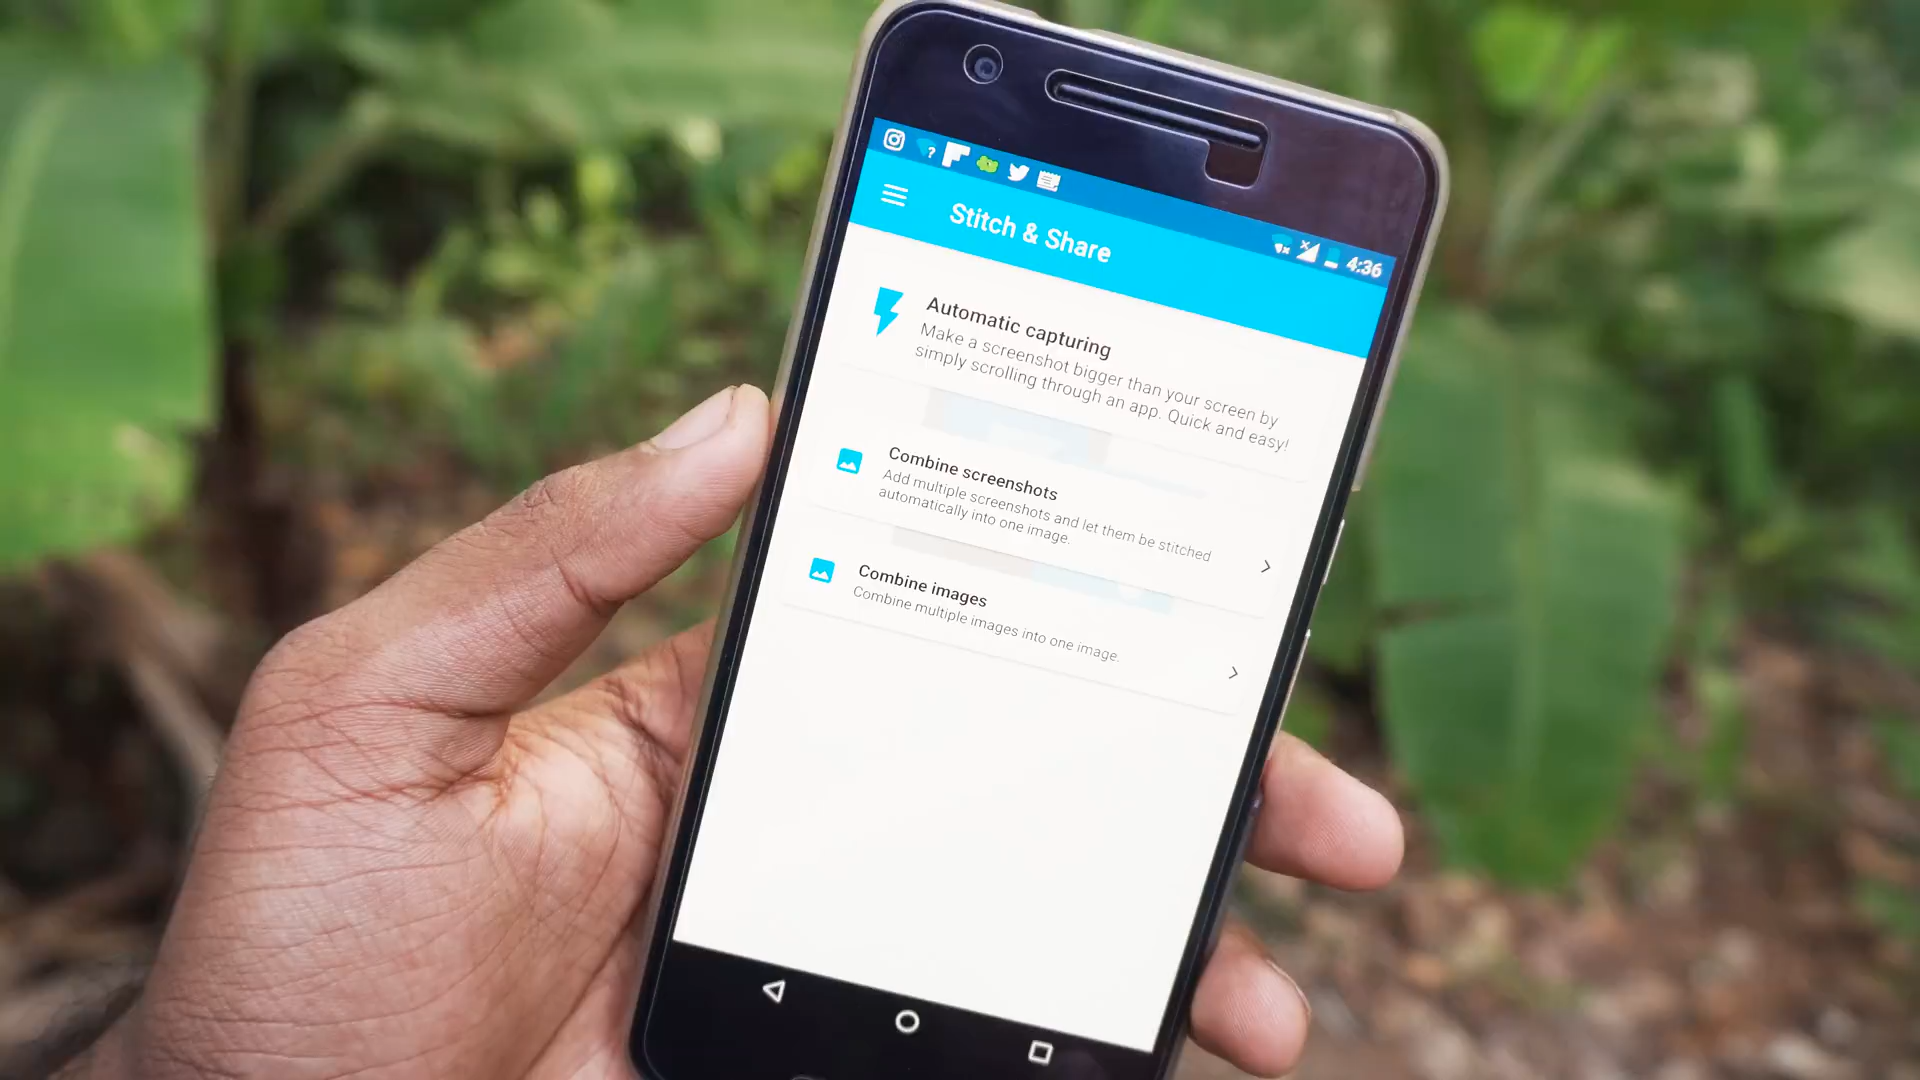 4:36
Stitch & Share
Automatic capturing
Make a screenshot bigger than your screen by
simply scrolling through an app. Quick and easy!
Combine screenshots
Add multiple screenshots and let them be stitched
automatically into one image.
Combine images
Combine multiple images into one image.